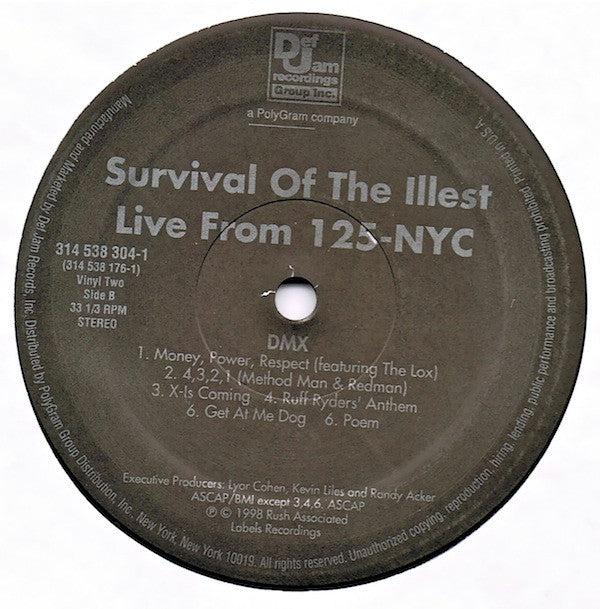 Def
Jam
recordings
Group Inc.
a PolyGram company
Survival Of The Illest
Live From 125-NYC
314 538 304-1
(314 538 176-1)
Vinyl Two
Side B
33 1/3 RPM
STEREO
DMX
1. Money, Power, Respect (featuring The Lox)
2. 4,3,2,1 (Method Man & Redman)
3. X-Is Coming 4. Ruff Ryders' Anthem
6. Get At Me Dog 6. Poem
Executive Producers: Lyor Cohen, Kevin Liles and Randy Acker
ASCAP/BMI except 3,4,6, ASCAP
℗ © 1998 Rush Associated
Labels Recordings
Manufactured and Marketed by Def Jam Records, Inc. Distributed by PolyGram Group Distribution, Inc., New York, New York 10019. All rights reserved. Unauthorized copying, reproduction, hiring, lending, public performance and broadcasting prohibited Printed in U.S.A.